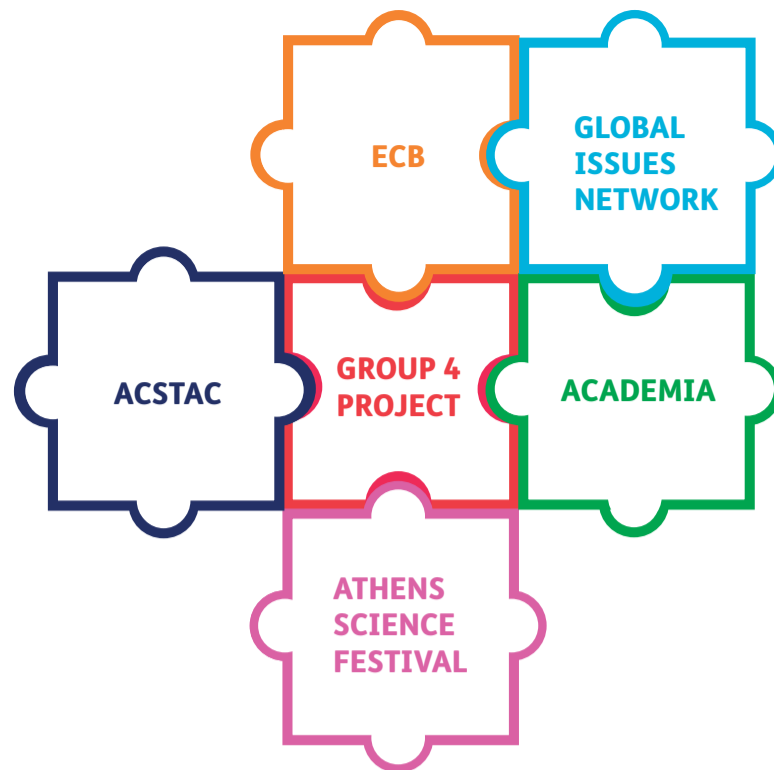 ECB
GLOBAL
ISSUES
NETWORK
ACSTAC
GROUP 4
PROJECT
ACADEMIA
ATHENS
SCIENCE
FESTIVAL